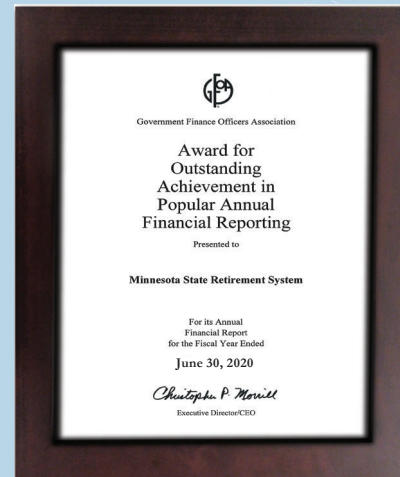 GFOA
Government Finance Officers Association
Award for
Outstanding
Achievement in
Popular Annual
Financial Reporting
Presented to
Minnesota State Retirement System
For its Annual
Financial Report
for the Fiscal Year Ended
June 30, 2020
Christopher P. Morrill
Executive Director/CEO